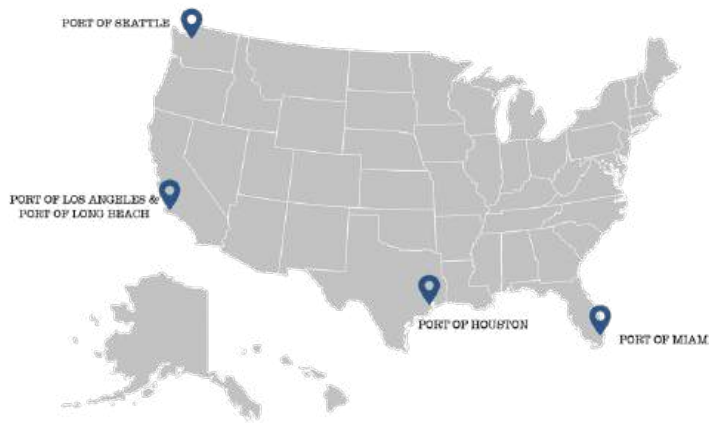 PORT OF SEATTLE
PORT OF LOS ANGELES &
PORT OF LONG BEACH
PORT OF HOUSTON
PORT OF MIAM